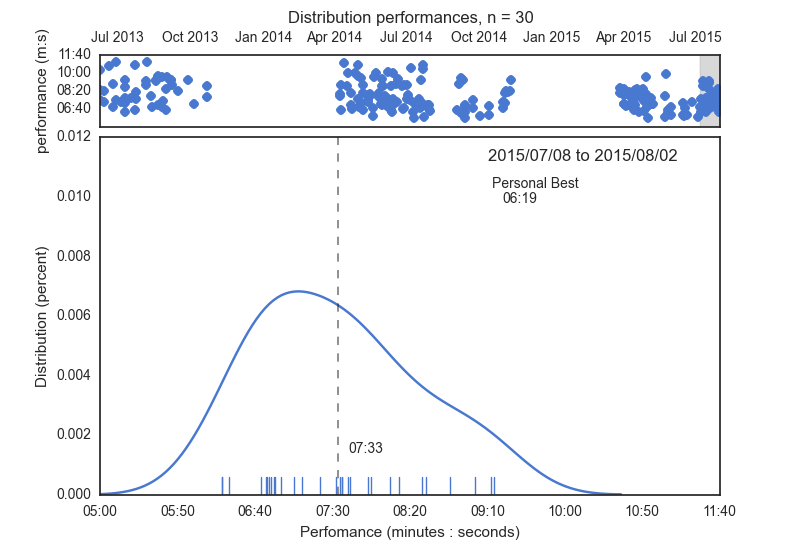 Distribution performances, n = 30
Jul 2013 Oct 2013 Jan 2014 Apr 2014 Jul 2014 Oct 2014 Jan 2015 Apr 2015 Jul 2015
performance (m:s)
11:40
10:00
08:20
06:40
Distribution (percent)
0.012
0.010
0.008
0.006
0.004
0.002
0.000
2015/07/08 to 2015/08/02
Personal Best
06:19
07:33
05:00 05:50 06:40 07:30 08:20 09:10 10:00 10:50 11:40
Perfomance (minutes : seconds)